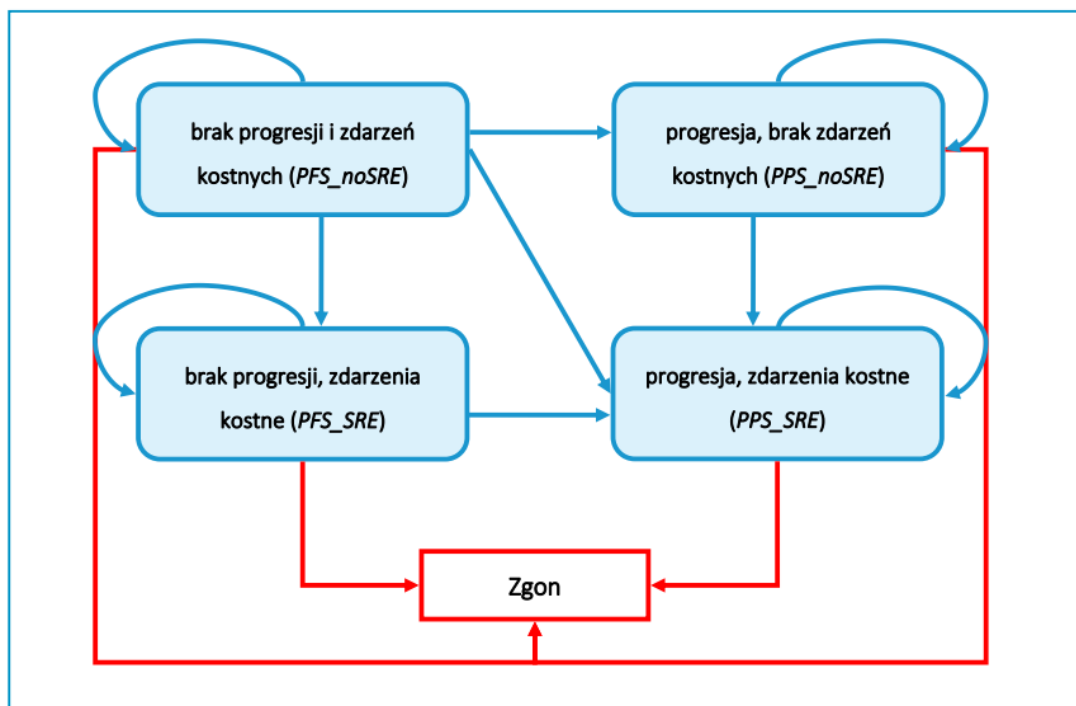 brak progresji i zdarzeń
kostnych (PFS_noSRE)
progresja, brak zdarzeń
kostnych (PPS_noSRE)
brak progresji, zdarzenia
kostne (PFS_SRE)
progresja, zdarzenia kostne
(PPS_SRE)
Zgon